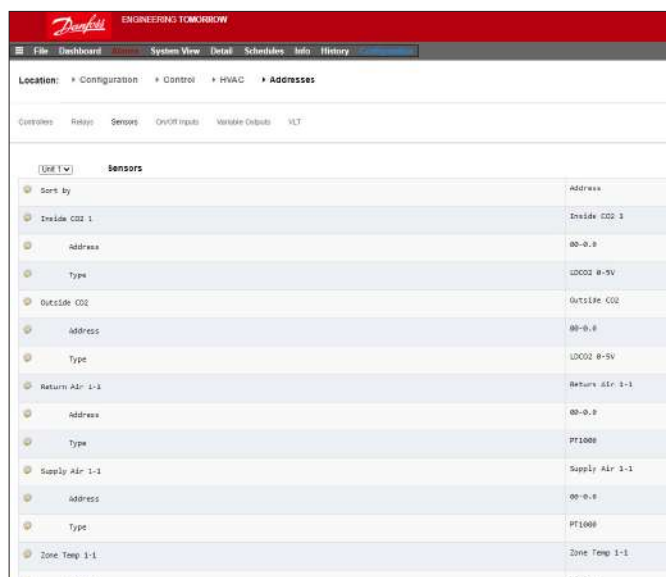 Danfoss ENGINEERING TOMORROW
File Dashboard Alarms System View Detail Schedules Info History Configuration
Location: Configuration Control HVAC Addresses
Controllers Relays Sensors On/Off Inputs Variable Outputs VLT
Unit 1 Sensors
Sort by Address
Inside CO2 1 Inside CO2 1
Address 00-0.0
Type LDCO2 0-5V
Outside CO2 Outside CO2
Address 00-0.0
Type LDCO2 0-5V
Return Air 1-1 Return Air 1-1
Address 00-0.0
Type PT1000
Supply Air 1-1 Supply Air 1-1
Address 00-0.0
Type PT1000
Zone Temp 1-1 Zone Temp 1-1